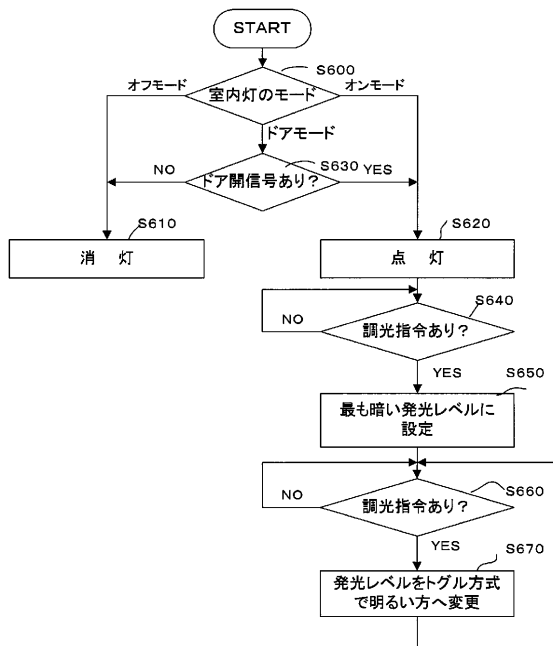 START
S600
オフモード
室内灯のモード
オンモード
ドアモード
S630
NO
ドア開信号あり?
YES
S610
消 灯
S620
点 灯
S640
調光指令あり?
NO
YES
S650
最も暗い発光レベルに
設定
S660
調光指令あり?
NO
YES
S670
発光レベルをトグル方式
で明るい方へ変更